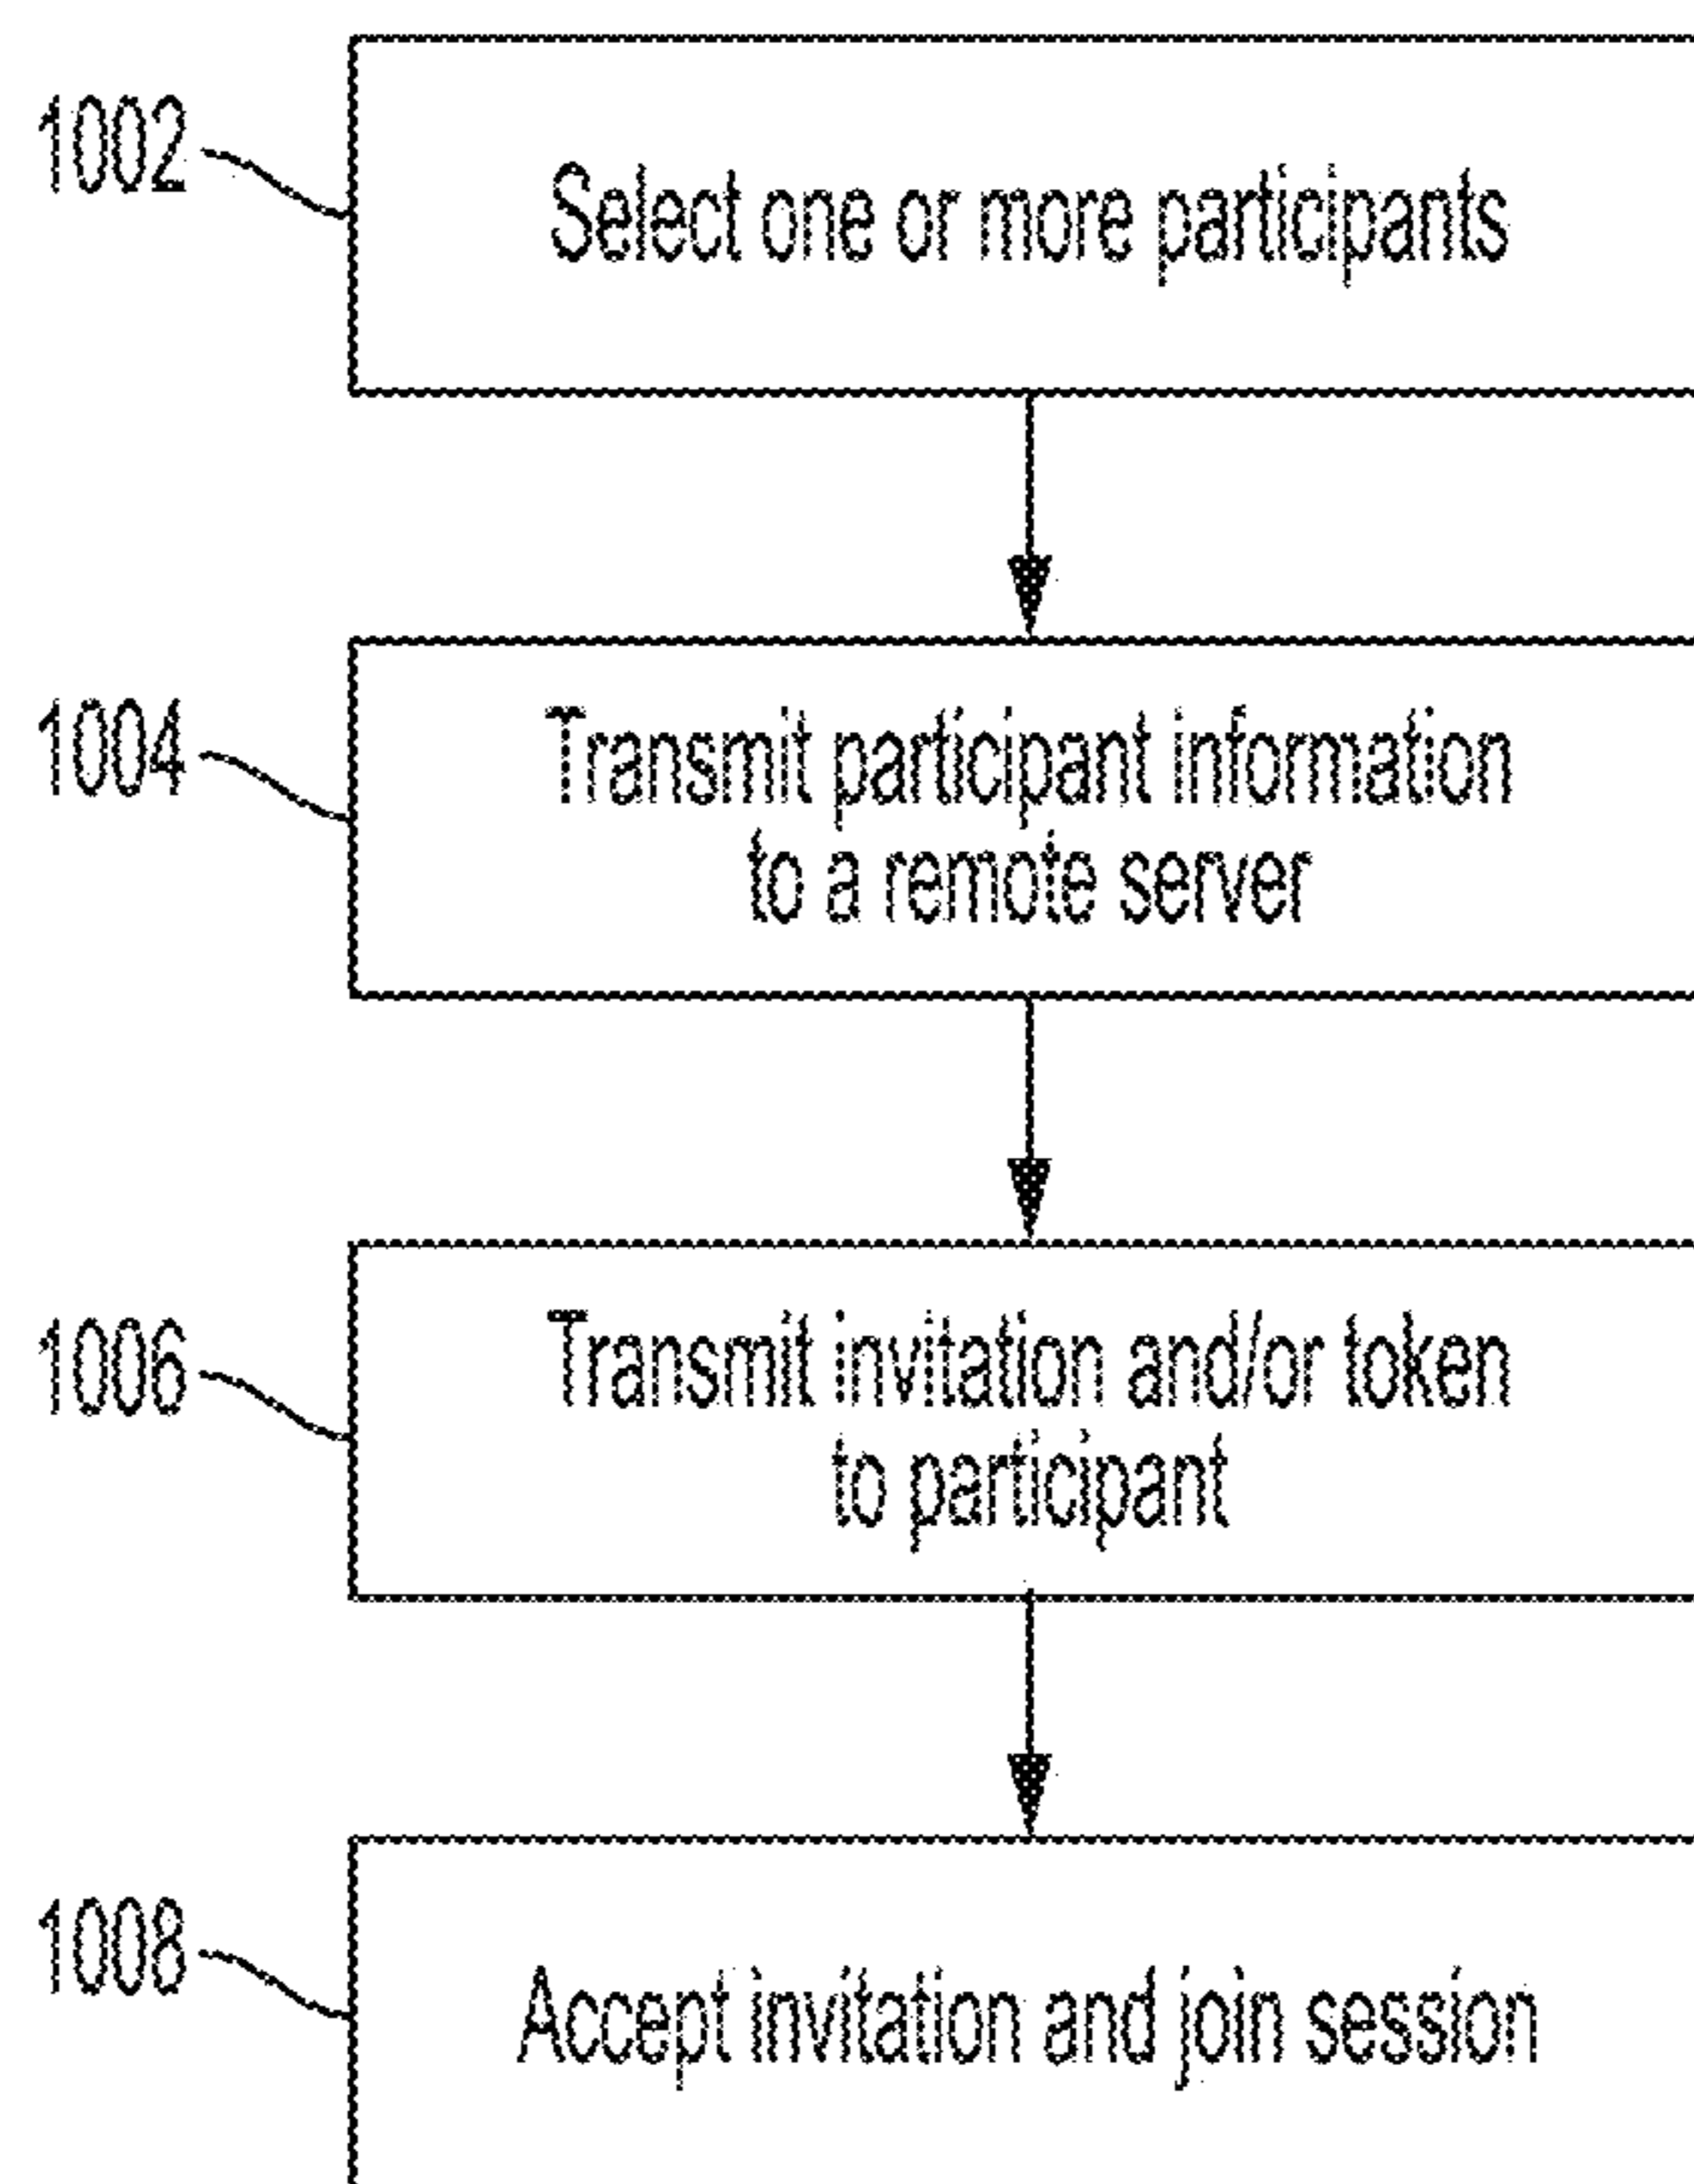 1002
Select one or more participants
1004
Transmit participant information
to a remote server
1006
Transmit invitation and/or token
to participant
1008
Accept invitation and join session